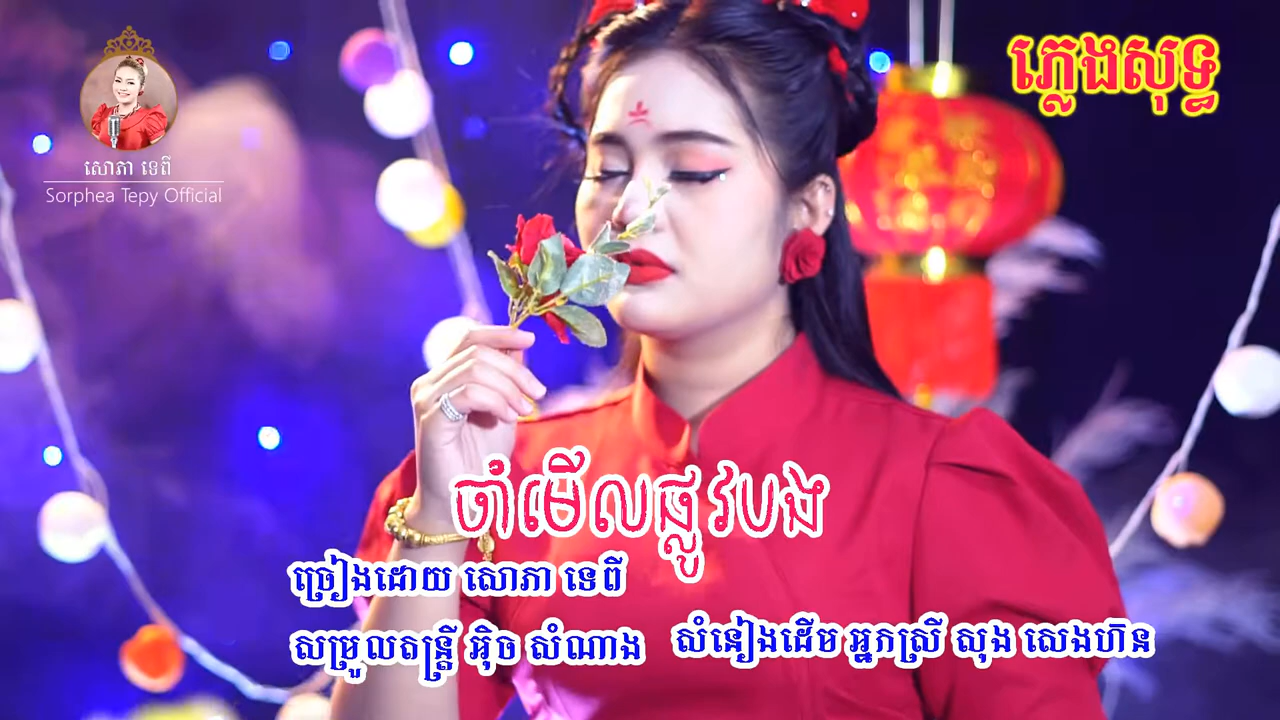 ភ្លេងសុទ្ធ
សោភា ទេពី
Sorphea Tepy Official
ចាំមើលផ្លូវបង
ច្រៀងដោយ សោភា ទេពី
សម្រួលតន្ត្រី អ៊ិច សំណាង
សំនៀងដើម អ្នកស្រី សុង សេងហ៊ន